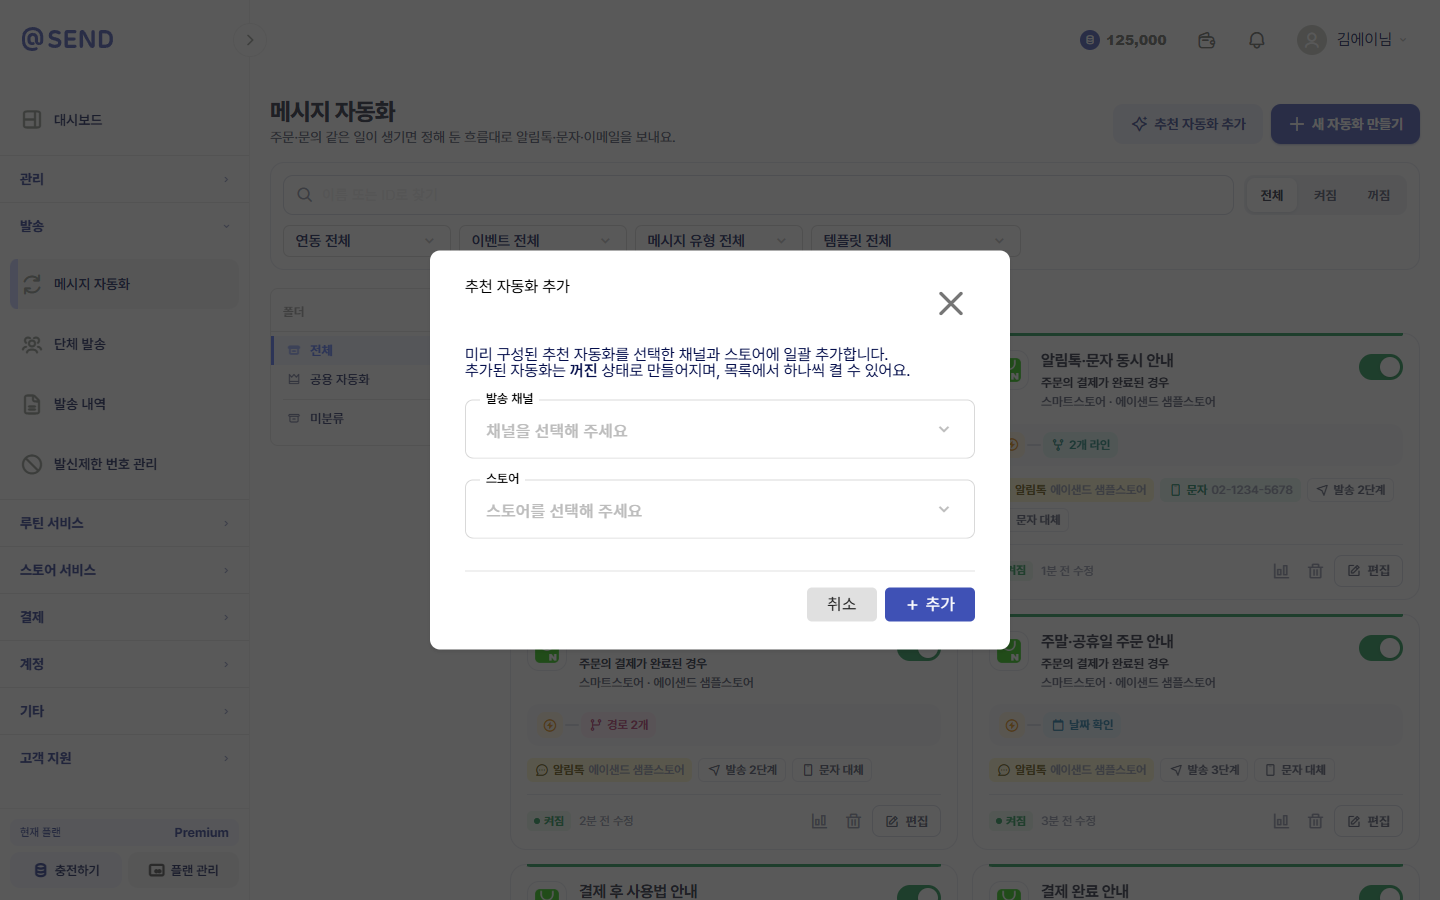 @SEND
125,000
김에이님
대시보드
관리
발송
메시지 자동화
단체 발송
발송 내역
발신제한 번호 관리
루틴 서비스
스토어 서비스
결제
계정
기타
고객 지원
현재 플랜
Premium
충전하기
플랜 관리
메시지 자동화
주문·문의 같은 일이 생기면 정해 둔 흐름대로 알림톡·문자·이메일을 보내요.
추천 자동화 추가
새 자동화 만들기
이름 또는 ID로 찾기
전체
켜짐
꺼짐
연동 전체
이벤트 전체
메시지 유형 전체
템플릿 전체
폴더
전체
공용 자동화
미분류
추천 자동화 추가
미리 구성된 추천 자동화를 선택한 채널과 스토어에 일괄 추가합니다.
추가된 자동화는 꺼진 상태로 만들어지며, 목록에서 하나씩 켤 수 있어요.
발송 채널
채널을 선택해 주세요
스토어
스토어를 선택해 주세요
취소
+ 추가
알림톡·문자 동시 안내
주문의 결제가 완료된 경우
스마트스토어 · 에이샌드 샘플스토어
2개 라인
알림톡 에이샌드 샘플스토어
문자 02-1234-5678
발송 2단계
문자 대체
켜짐
1분 전 수정
편집
주문의 결제가 완료된 경우
스마트스토어 · 에이샌드 샘플스토어
경로 2개
알림톡 에이샌드 샘플스토어
발송 2단계
문자 대체
켜짐
2분 전 수정
편집
주말·공휴일 주문 안내
주문의 결제가 완료된 경우
스마트스토어 · 에이샌드 샘플스토어
날짜 확인
알림톡 에이샌드 샘플스토어
발송 3단계
문자 대체
켜짐
3분 전 수정
편집
결제 후 사용법 안내
결제 완료 안내